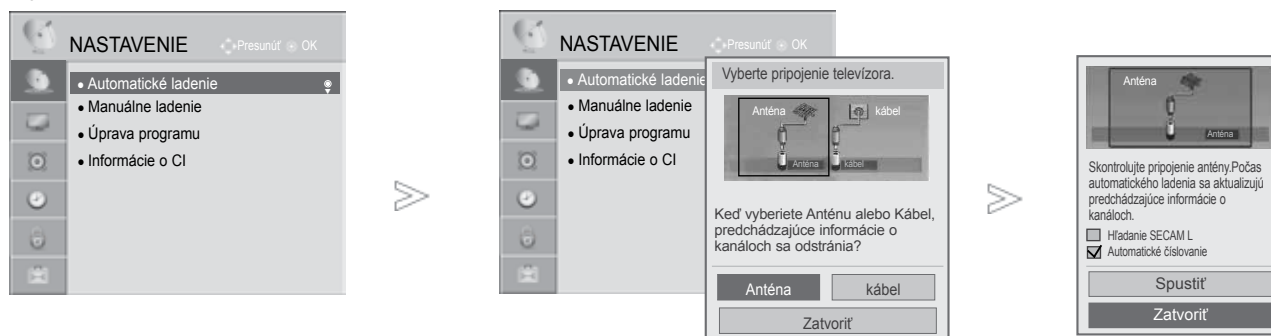 NASTAVENIE
Presunúť OK
• Automatické ladenie
• Manuálne ladenie
• Úprava programu
• Informácie o CI
NASTAVENIE
Presunúť OK
• Automatické ladenie
• Manuálne ladenie
• Úprava programu
• Informácie o CI
Vyberte pripojenie televízora.
Anténa kábel
Anténa kábel
Keď vyberiete Anténu alebo Kábel,
predchádzajúce informácie o
kanáloch sa odstránia?
Anténa kábel
Zatvoriť
Anténa
Anténa
Skontrolujte pripojenie antény.Počas
automatického ladenia sa aktualizujú
predchádzajúce informácie o
kanáloch.
Hľadanie SECAM L
Automatické číslovanie
Spustiť
Zatvoriť